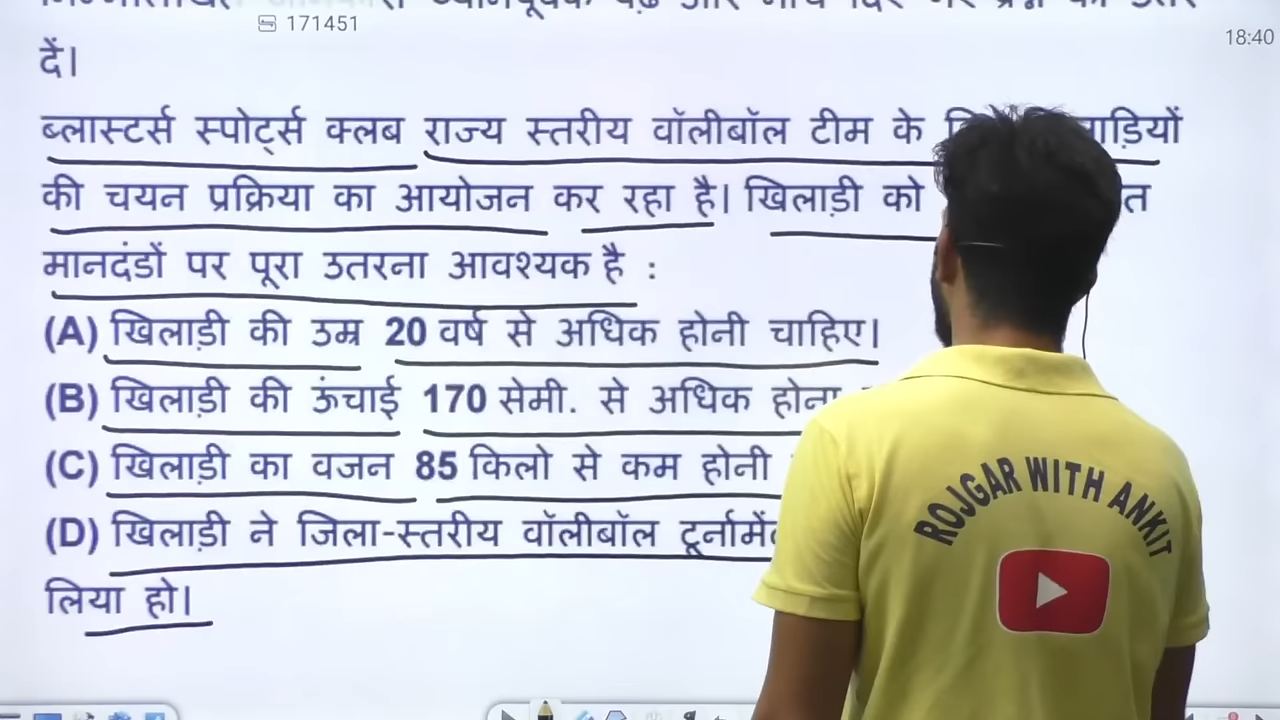 171451
18:40
दें।
ब्लास्टर्स स्पोर्ट्स क्लब राज्य स्तरीय वॉलीबॉल टीम के
की चयन प्रक्रिया का आयोजन कर रहा है। खिलाड़ी को
मानदंडों पर पूरा उतरना आवश्यक है :
(A) खिलाड़ी की उम्र 20 वर्ष से अधिक होनी चाहिए।
(B) खिलाड़ी की ऊंचाई 170 सेमी. से अधिक होना
(C) खिलाड़ी का वजन 85 किलो से कम होनी
(D) खिलाड़ी ने जिला-स्तरीय वॉलीबॉल
लिया हो।
ROJGAR WITH ANKIT